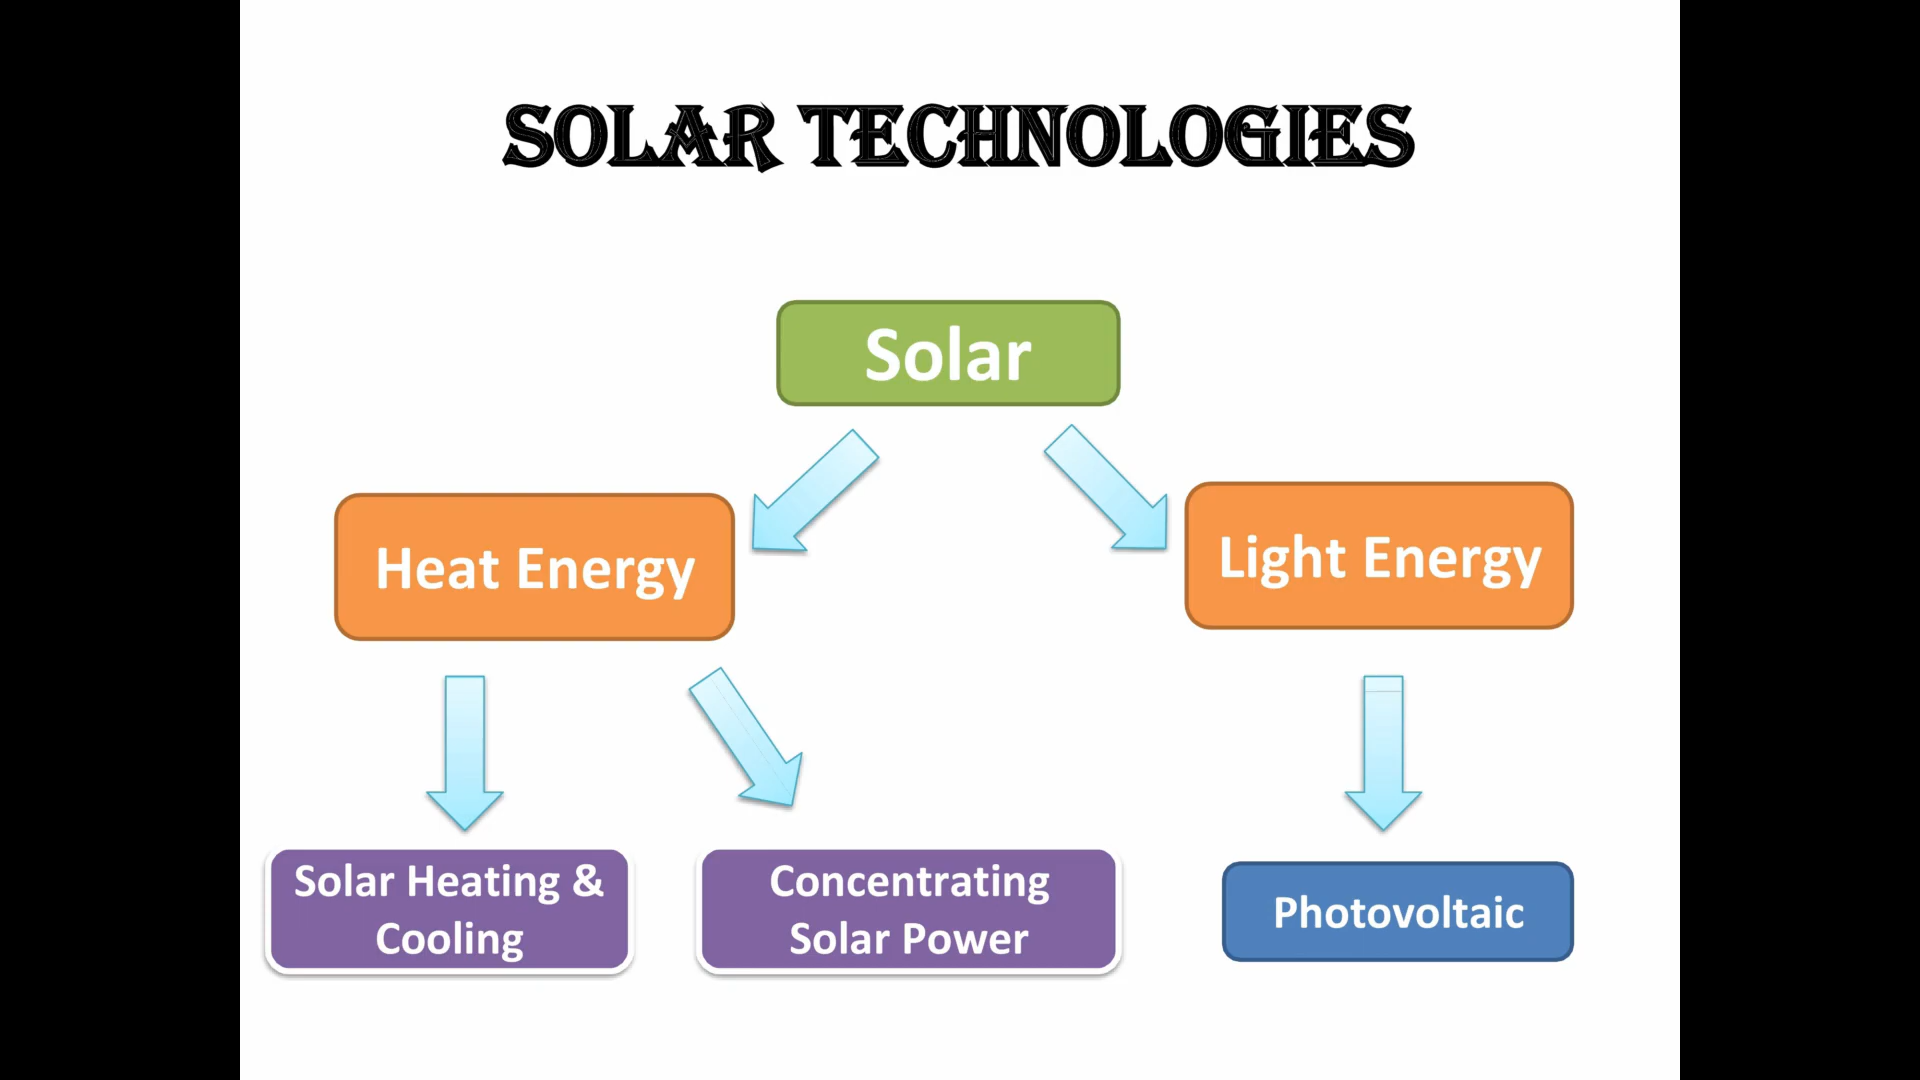 SOLAR TECHNOLOGIES
Solar
Heat Energy
Light Energy
Solar Heating &
Cooling
Concentrating
Solar Power
Photovoltaic